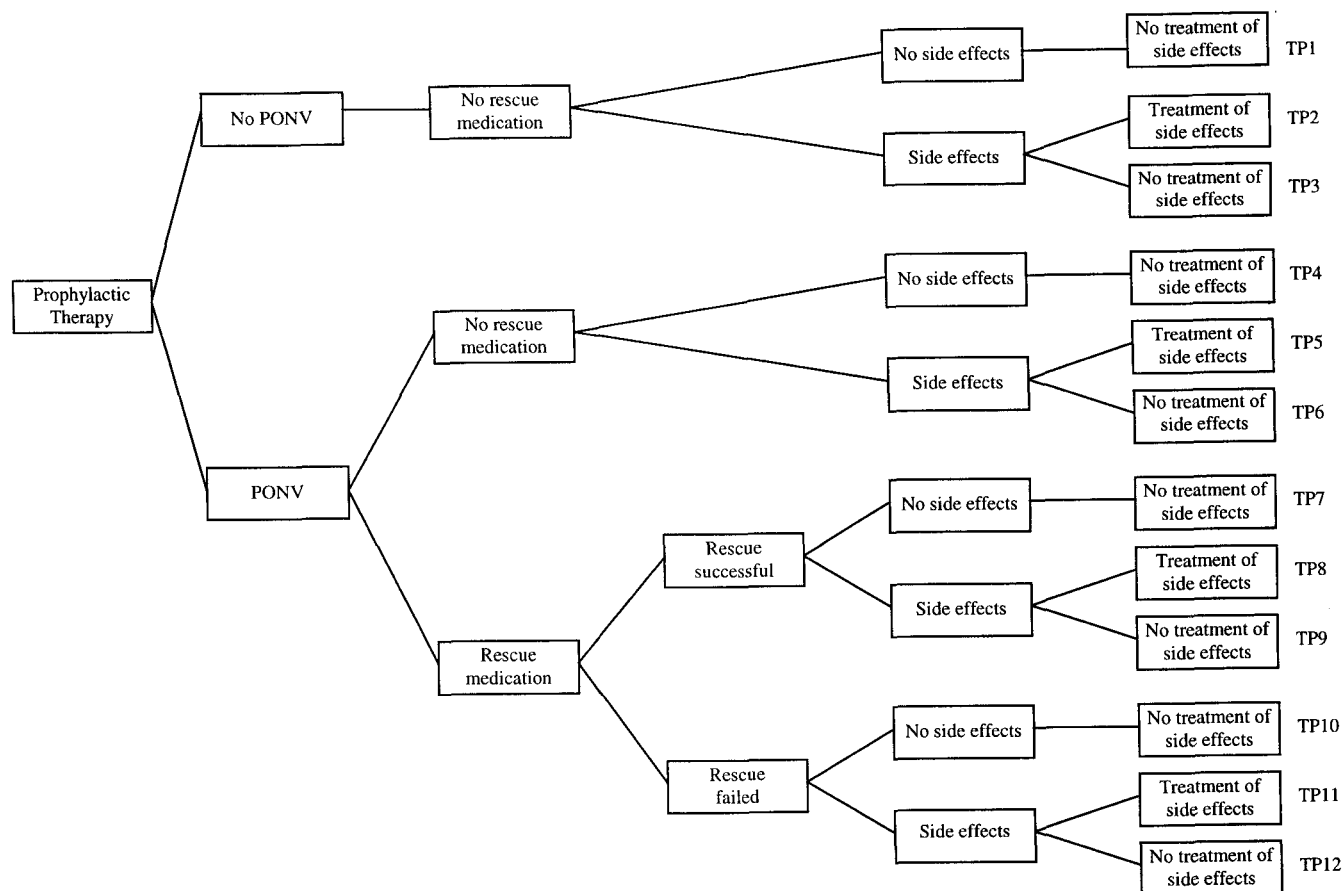 No treatment of
side effects
TP1
No side effects
No PONV
No rescue
medication
Treatment of
side effects
TP2
Side effects
No treatment of
side effects
TP3
Prophylactic
Therapy
No side effects
No treatment of
side effects
TP4
No rescue
medication
Treatment of
side effects
TP5
Side effects
No treatment of
side effects
TP6
PONV
No side effects
No treatment of
side effects
TP7
Rescue
successful
Treatment of
side effects
TP8
Side effects
No treatment of
side effects
TP9
Rescue
medication
No side effects
No treatment of
side effects
TP10
Rescue
failed
Treatment of
side effects
TP11
Side effects
No treatment of
side effects
TP12